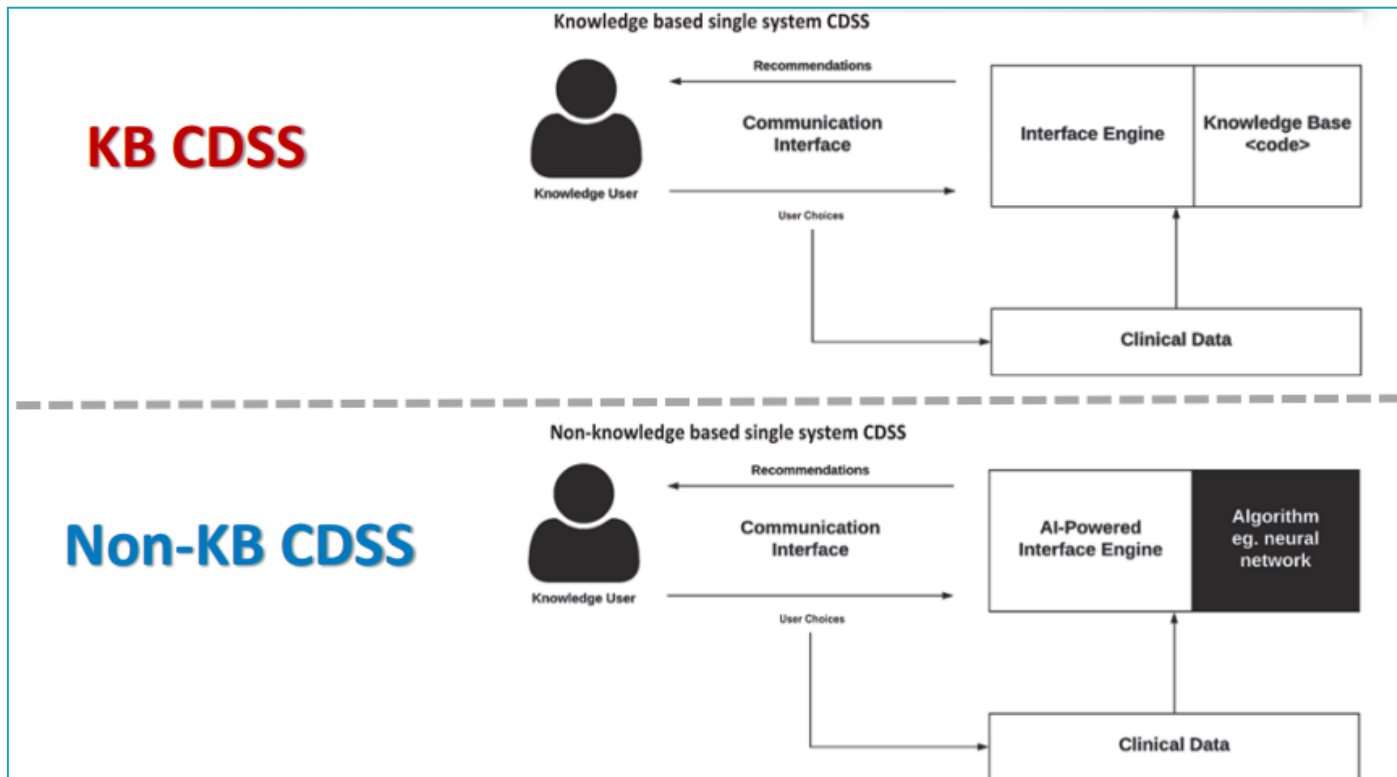 Knowledge based single system CDSS
KB CDSS
Recommendations
Communication
Interface
Knowledge User
User Choices
Interface Engine
Knowledge Base
<code>
Clinical Data
Non-knowledge based single system CDSS
Non-KB CDSS
Recommendations
Communication
Interface
Knowledge User
User Choices
AI-Powered
Interface Engine
Algorithm
eg. neural
network
Clinical Data